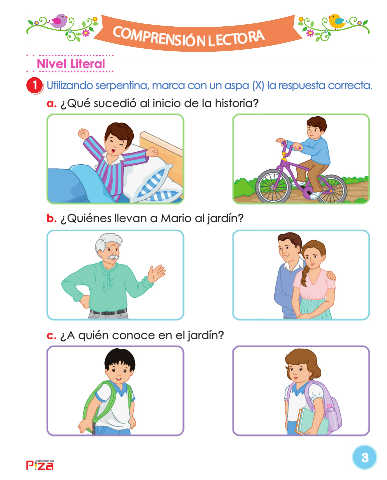 COMPRENSIÓN LECTORA
Nivel Literal
1 Utilizando serpentina, marca con un aspa (X) la respuesta correcta.
a. ¿Qué sucedió al inicio de la historia?
b. ¿Quiénes llevan a Mario al jardín?
c. ¿A quién conoce en el jardín?
Piza
3